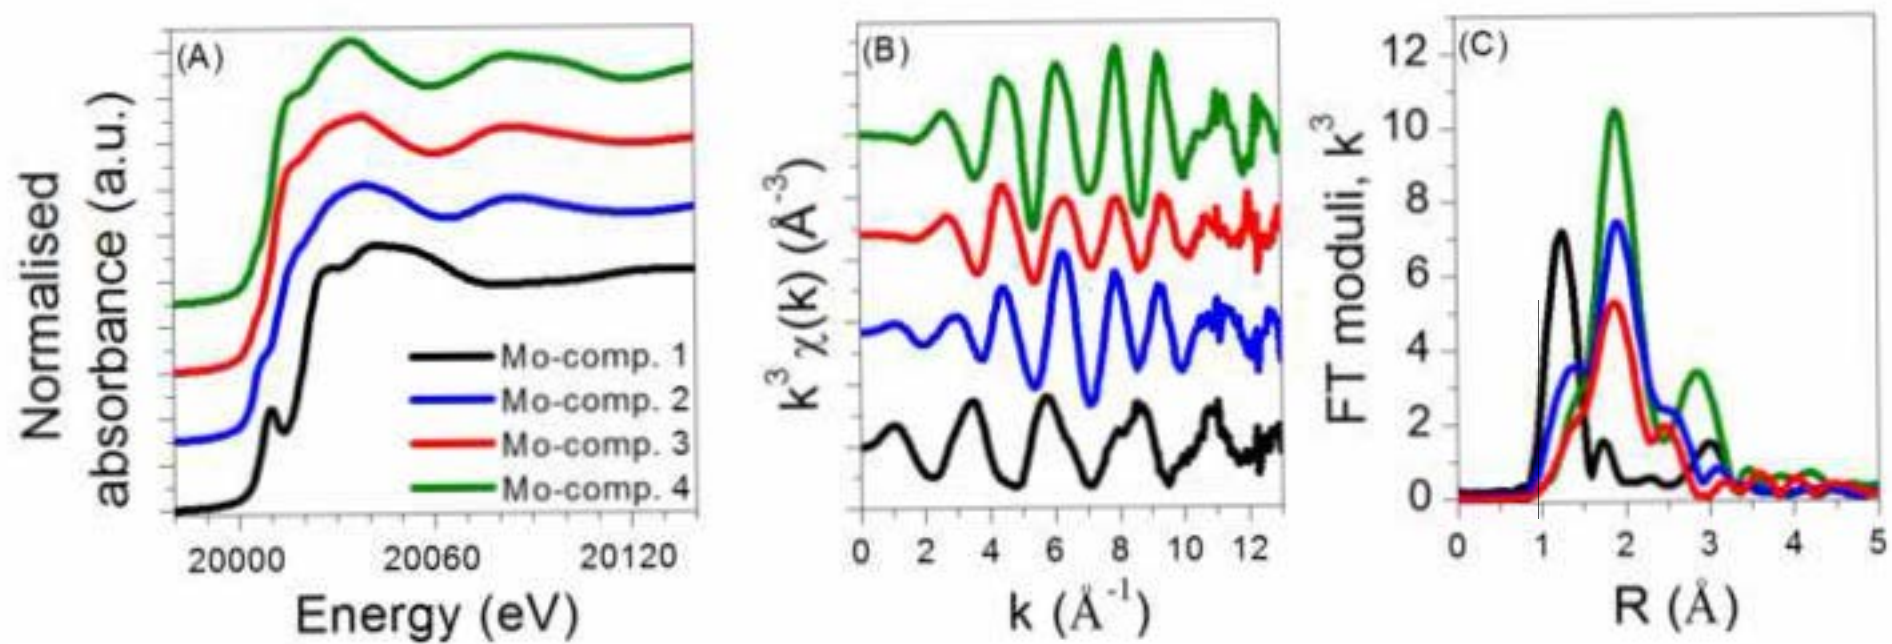 (A)
Normalised
absorbance (a.u.)
Mo-comp. 1
Mo-comp. 2
Mo-comp. 3
Mo-comp. 4
20000 20060 20120
Energy (eV)
(B)
k³ χ(k) (Å⁻³)
0 2 4 6 8 10 12
k (Å⁻¹)
(C)
FT moduli, k³
12
10
8
6
4
2
0
0 1 2 3 4 5
R (Å)